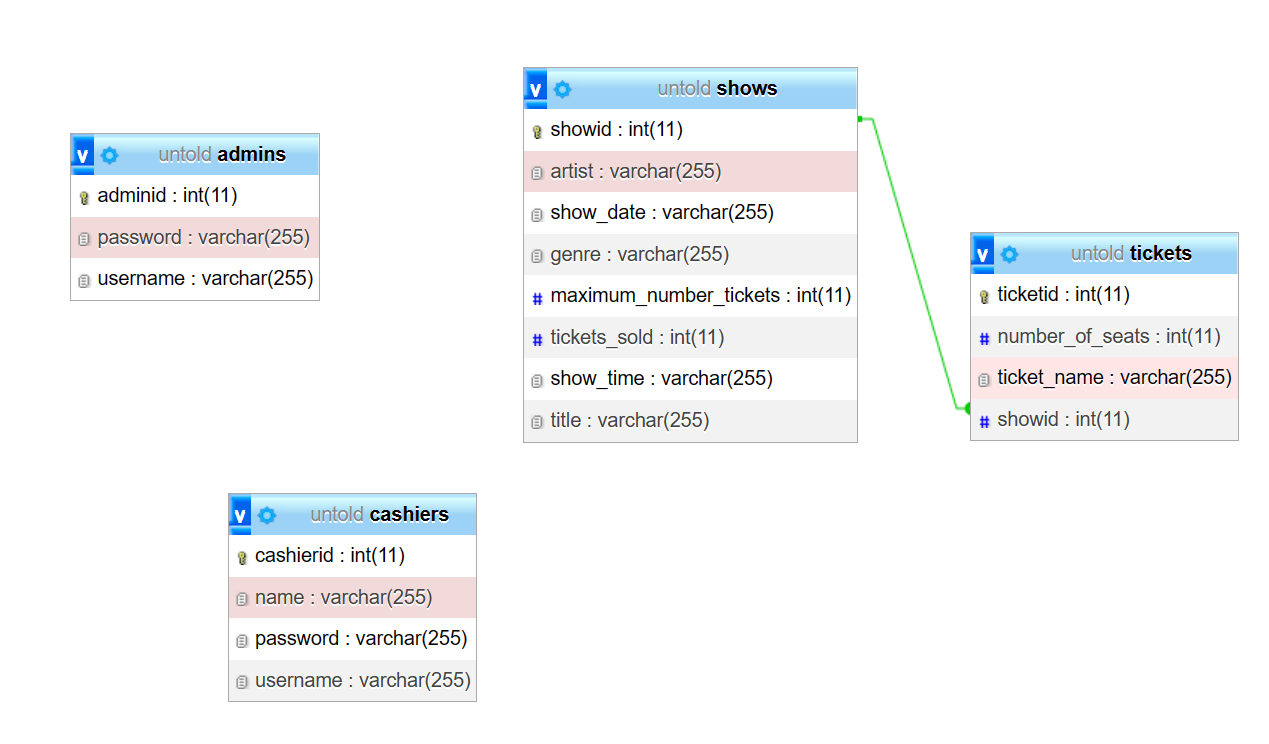 untold admins
adminid : int(11)
password : varchar(255)
username : varchar(255)
untold shows
showid : int(11)
artist : varchar(255)
show_date : varchar(255)
genre : varchar(255)
maximum_number_tickets : int(11)
tickets_sold : int(11)
show_time : varchar(255)
title : varchar(255)
untold tickets
ticketid : int(11)
number_of_seats : int(11)
ticket_name : varchar(255)
showid : int(11)
untold cashiers
cashierid : int(11)
name : varchar(255)
password : varchar(255)
username : varchar(255)